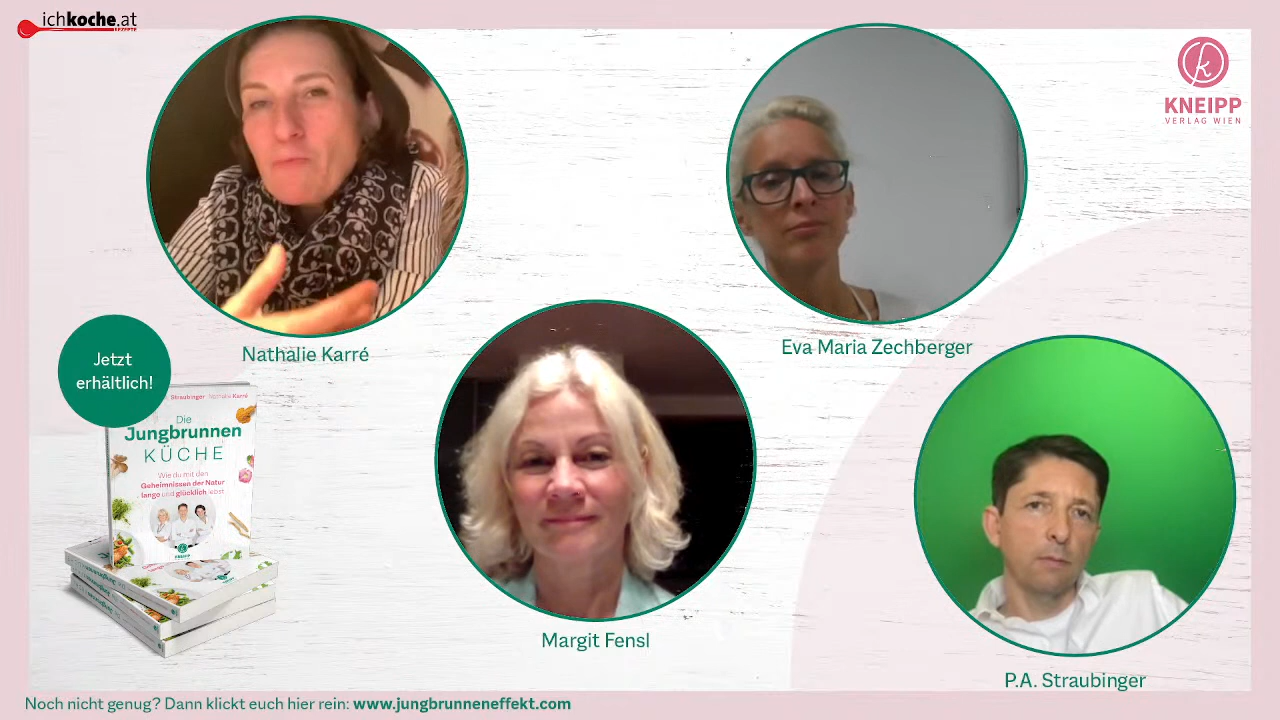 ichkoche.at
KNEIPP
VERLAG WIEN
Nathalie Karré
Eva Maria Zechberger
Jetzt
erhältlich!
Straubinger Nathalie Karré
Die
Jungbrunnen
KÜCHE
Wie du mit den
Geheimnissen der Natur
lange und glücklich lebst
KNEIPP
Margit Fensl
P.A. Straubinger
Noch nicht genug? Dann klickt euch hier rein: www.jungbrunneneffekt.com